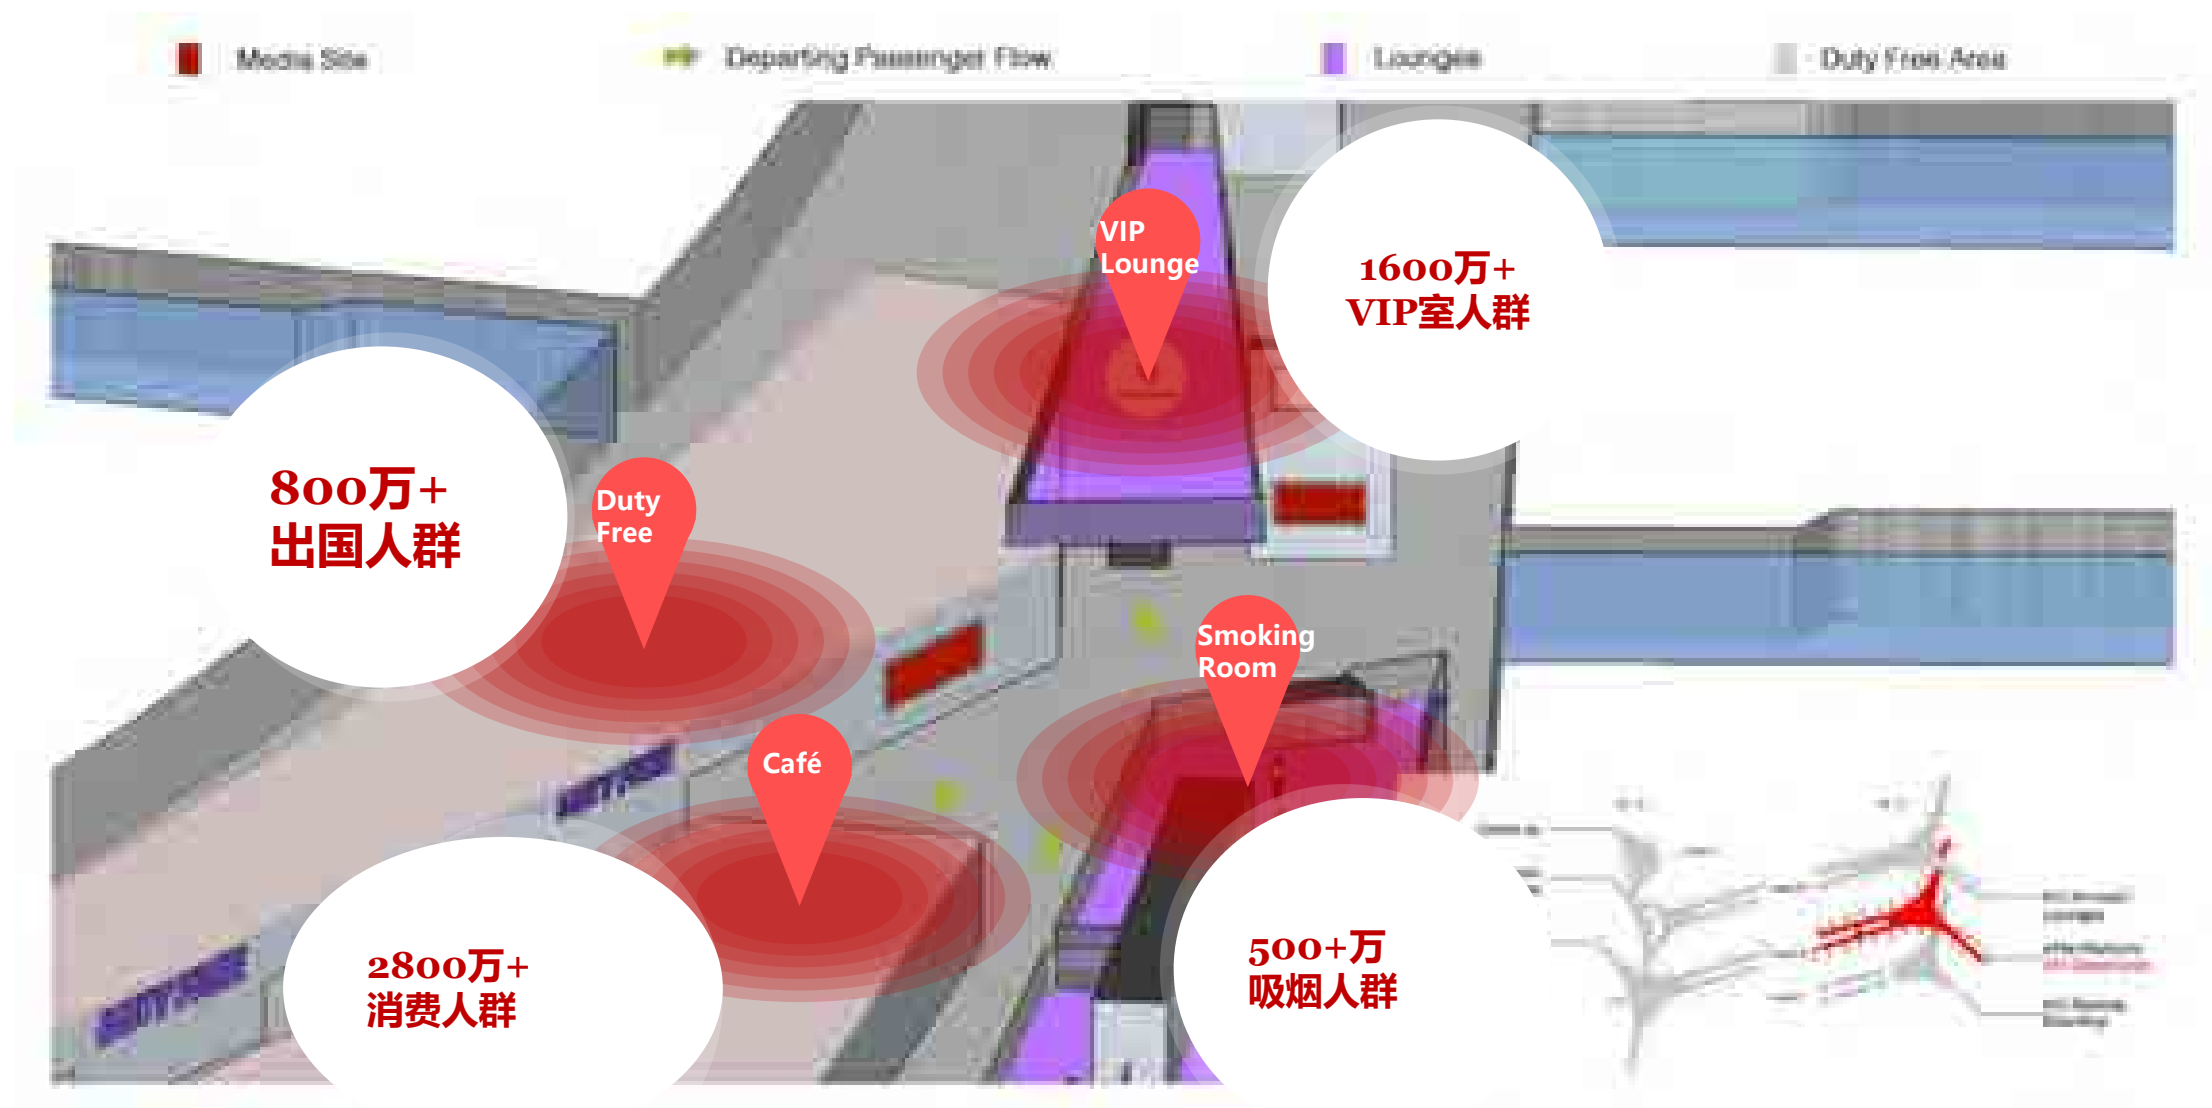 Media Site
Departing Passenger Flow
Lounges
Duty Free Area
VIP
Lounge
1600万+
VIP室人群
800万+
出国人群
Duty
Free
Smoking
Room
Café
2800万+
消费人群
500+万
吸烟人群